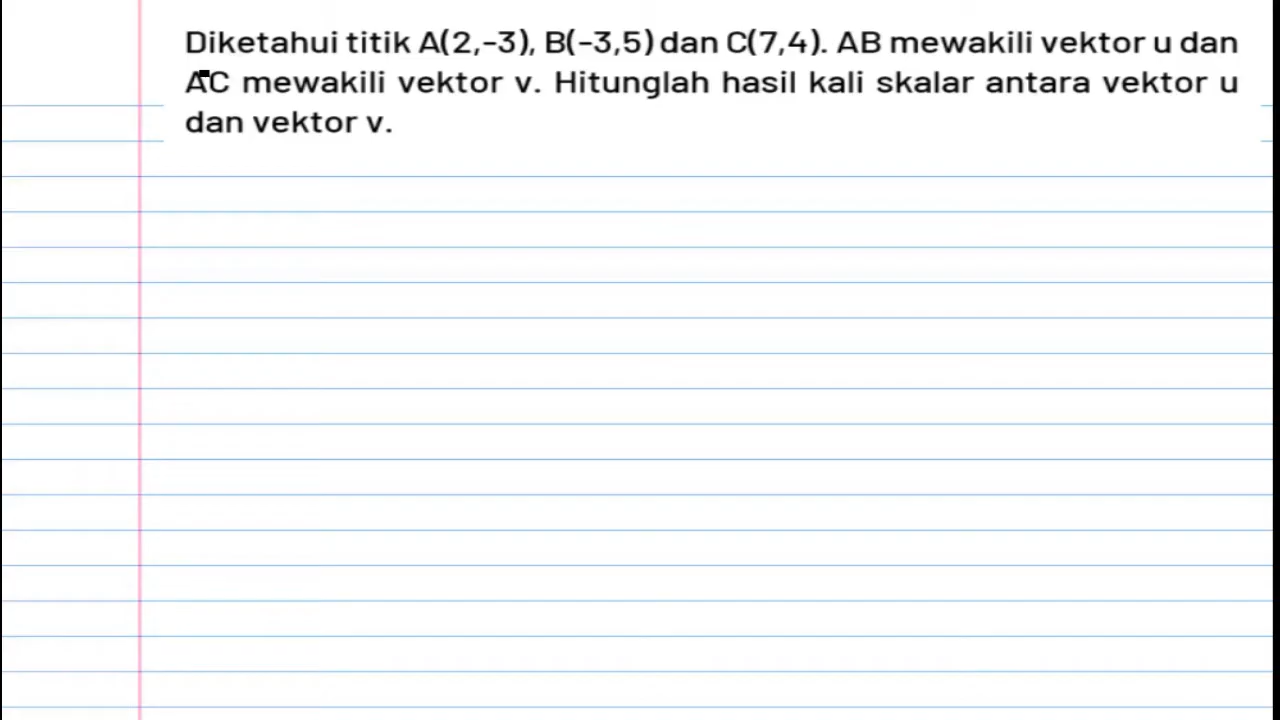 Diketahui titik A(2,-3), B(-3,5) dan C(7,4). AB mewakili vektor u dan
AC mewakili vektor v. Hitunglah hasil kali skalar antara vektor u
dan vektor v.